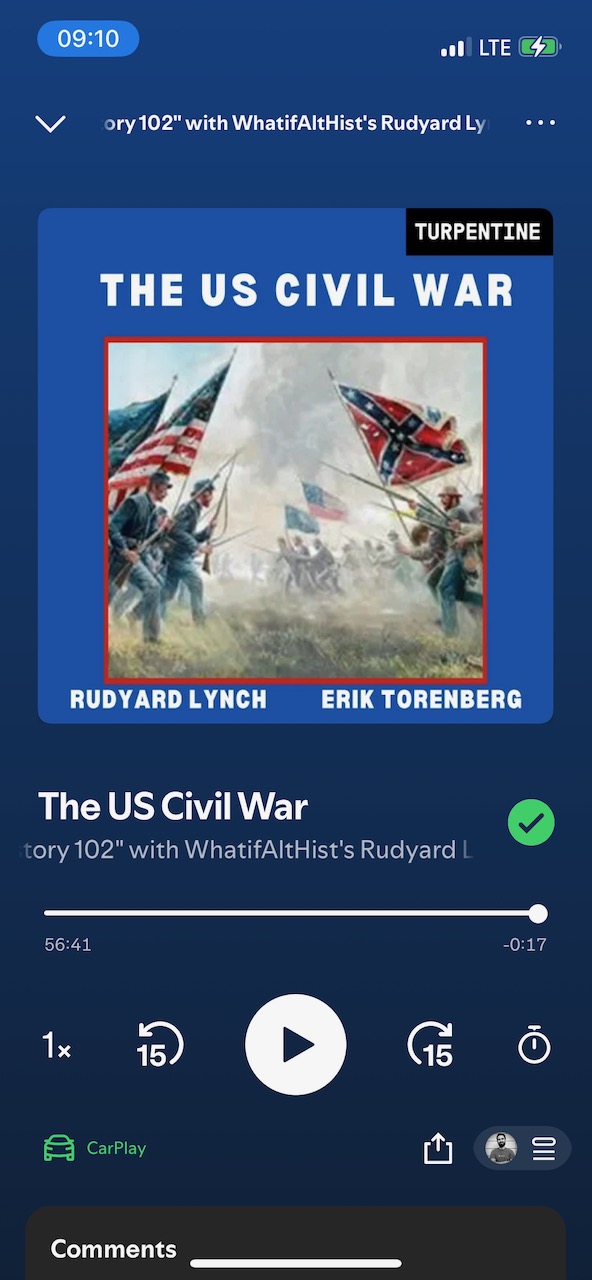 09:10
LTE
ory 102" with WhatifAltHist's Rudyard Ly
TURPENTINE
THE US CIVIL WAR
RUDYARD LYNCH ERIK TORENBERG
The US Civil War
tory 102" with WhatifAltHist's Rudyard L
56:41 -0:17
1x 15 15
CarPlay
Comments